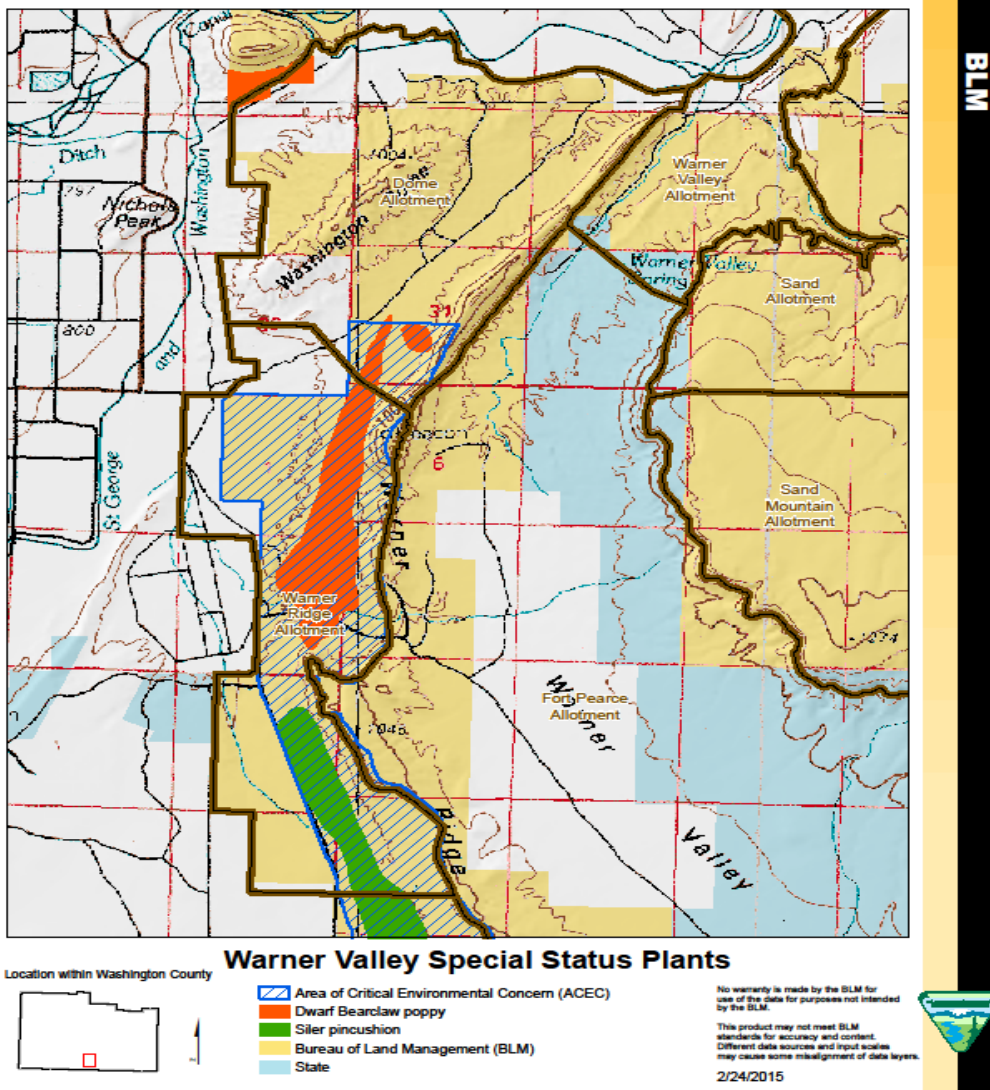 BLM
Canal
Ditch
Washington
Nichols
Peak
797
800
and
St George
Dome
Allotment
Washington
Warner
Valley
Allotment
Warner Valley
Sand
Allotment
31
6
Sand
Mountain
Allotment
Warner
Ridge
Allotment
Warner
Ridge
Fort Pearce
Allotment
Warner
Valley
Warner Valley Special Status Plants
Location within Washington County
Area of Critical Environmental Concern (ACEC)
Dwarf Bearclaw poppy
Siler pincushion
Bureau of Land Management (BLM)
State
No warranty is made by the BLM for
use of the data for purposes not intended
by the BLM.
This product may not meet BLM
standards for accuracy and content.
Different data sources and input scales
may cause some misalignment of data layers.
2/24/2015